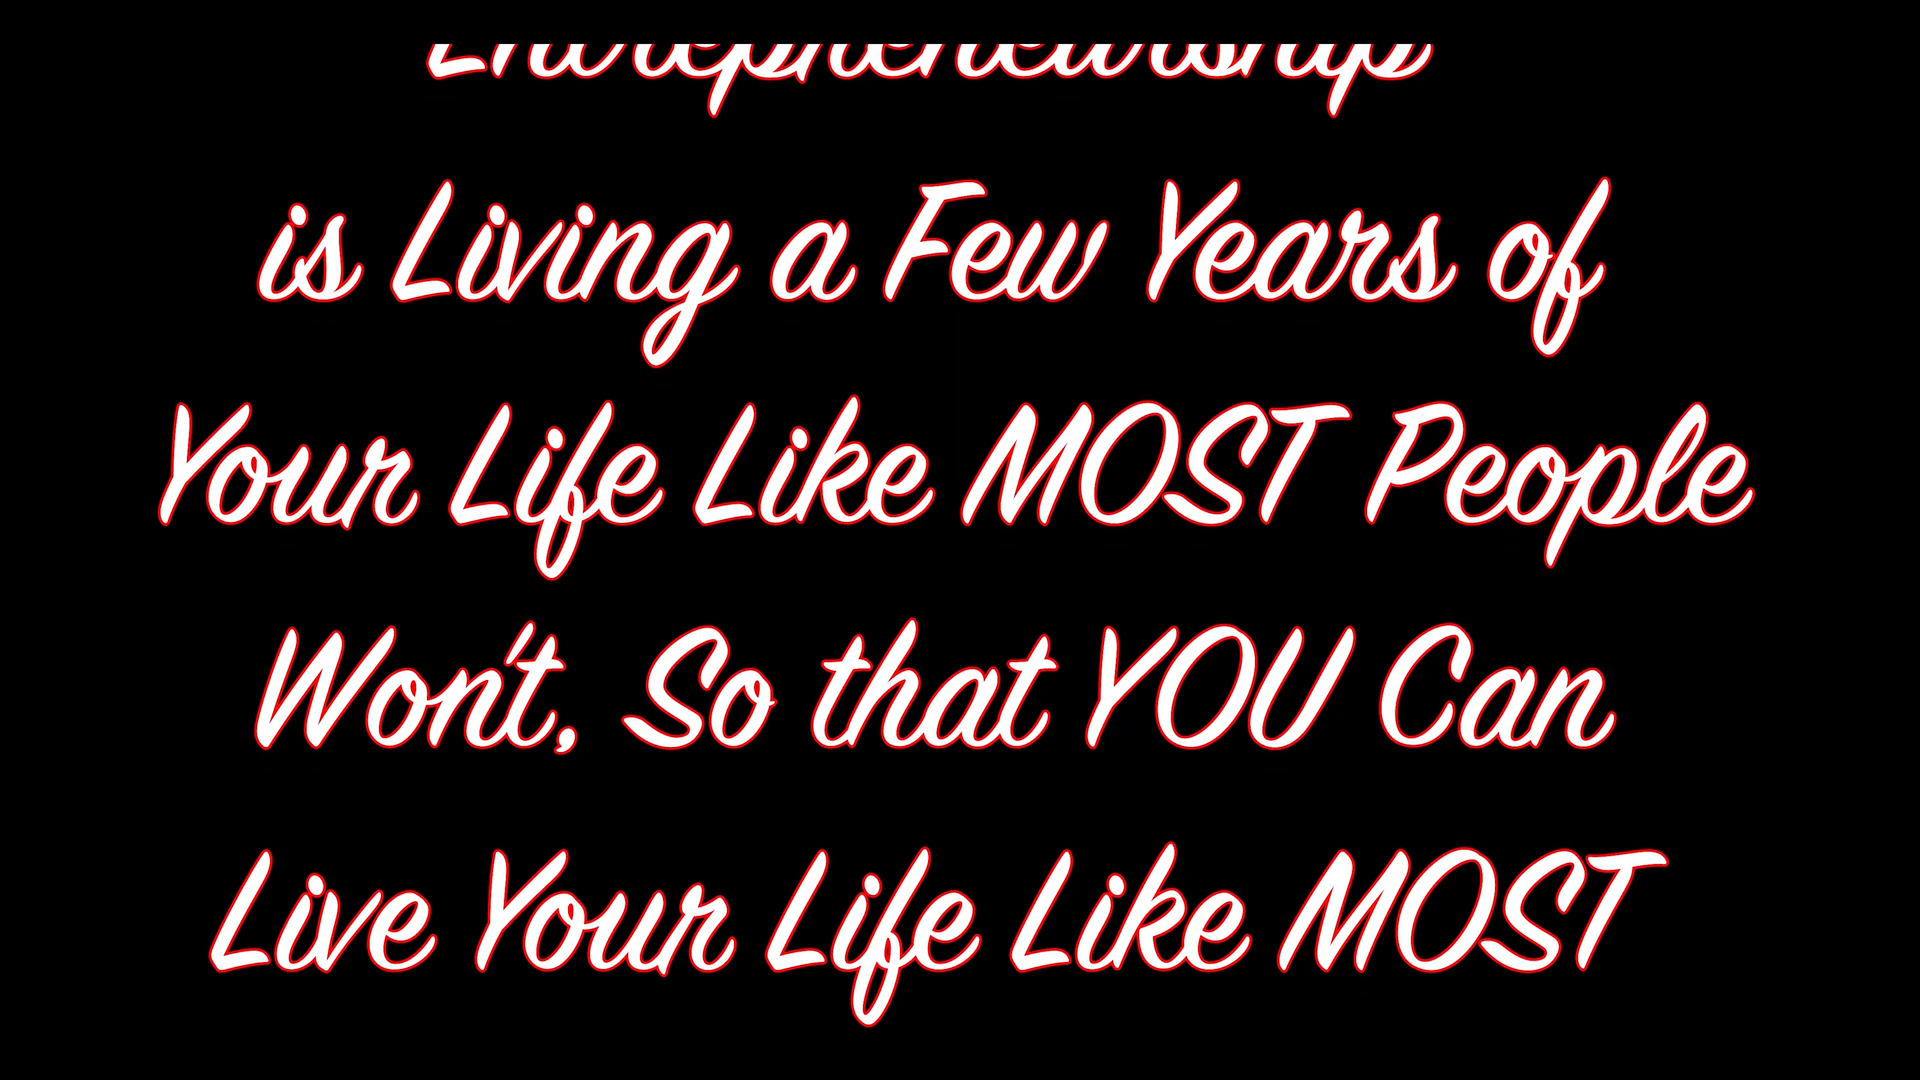 Entrepreneurship
is Living a Few Years of
Your Life Like MOST People
Won't, So that YOU Can
Live Your Life Like MOST